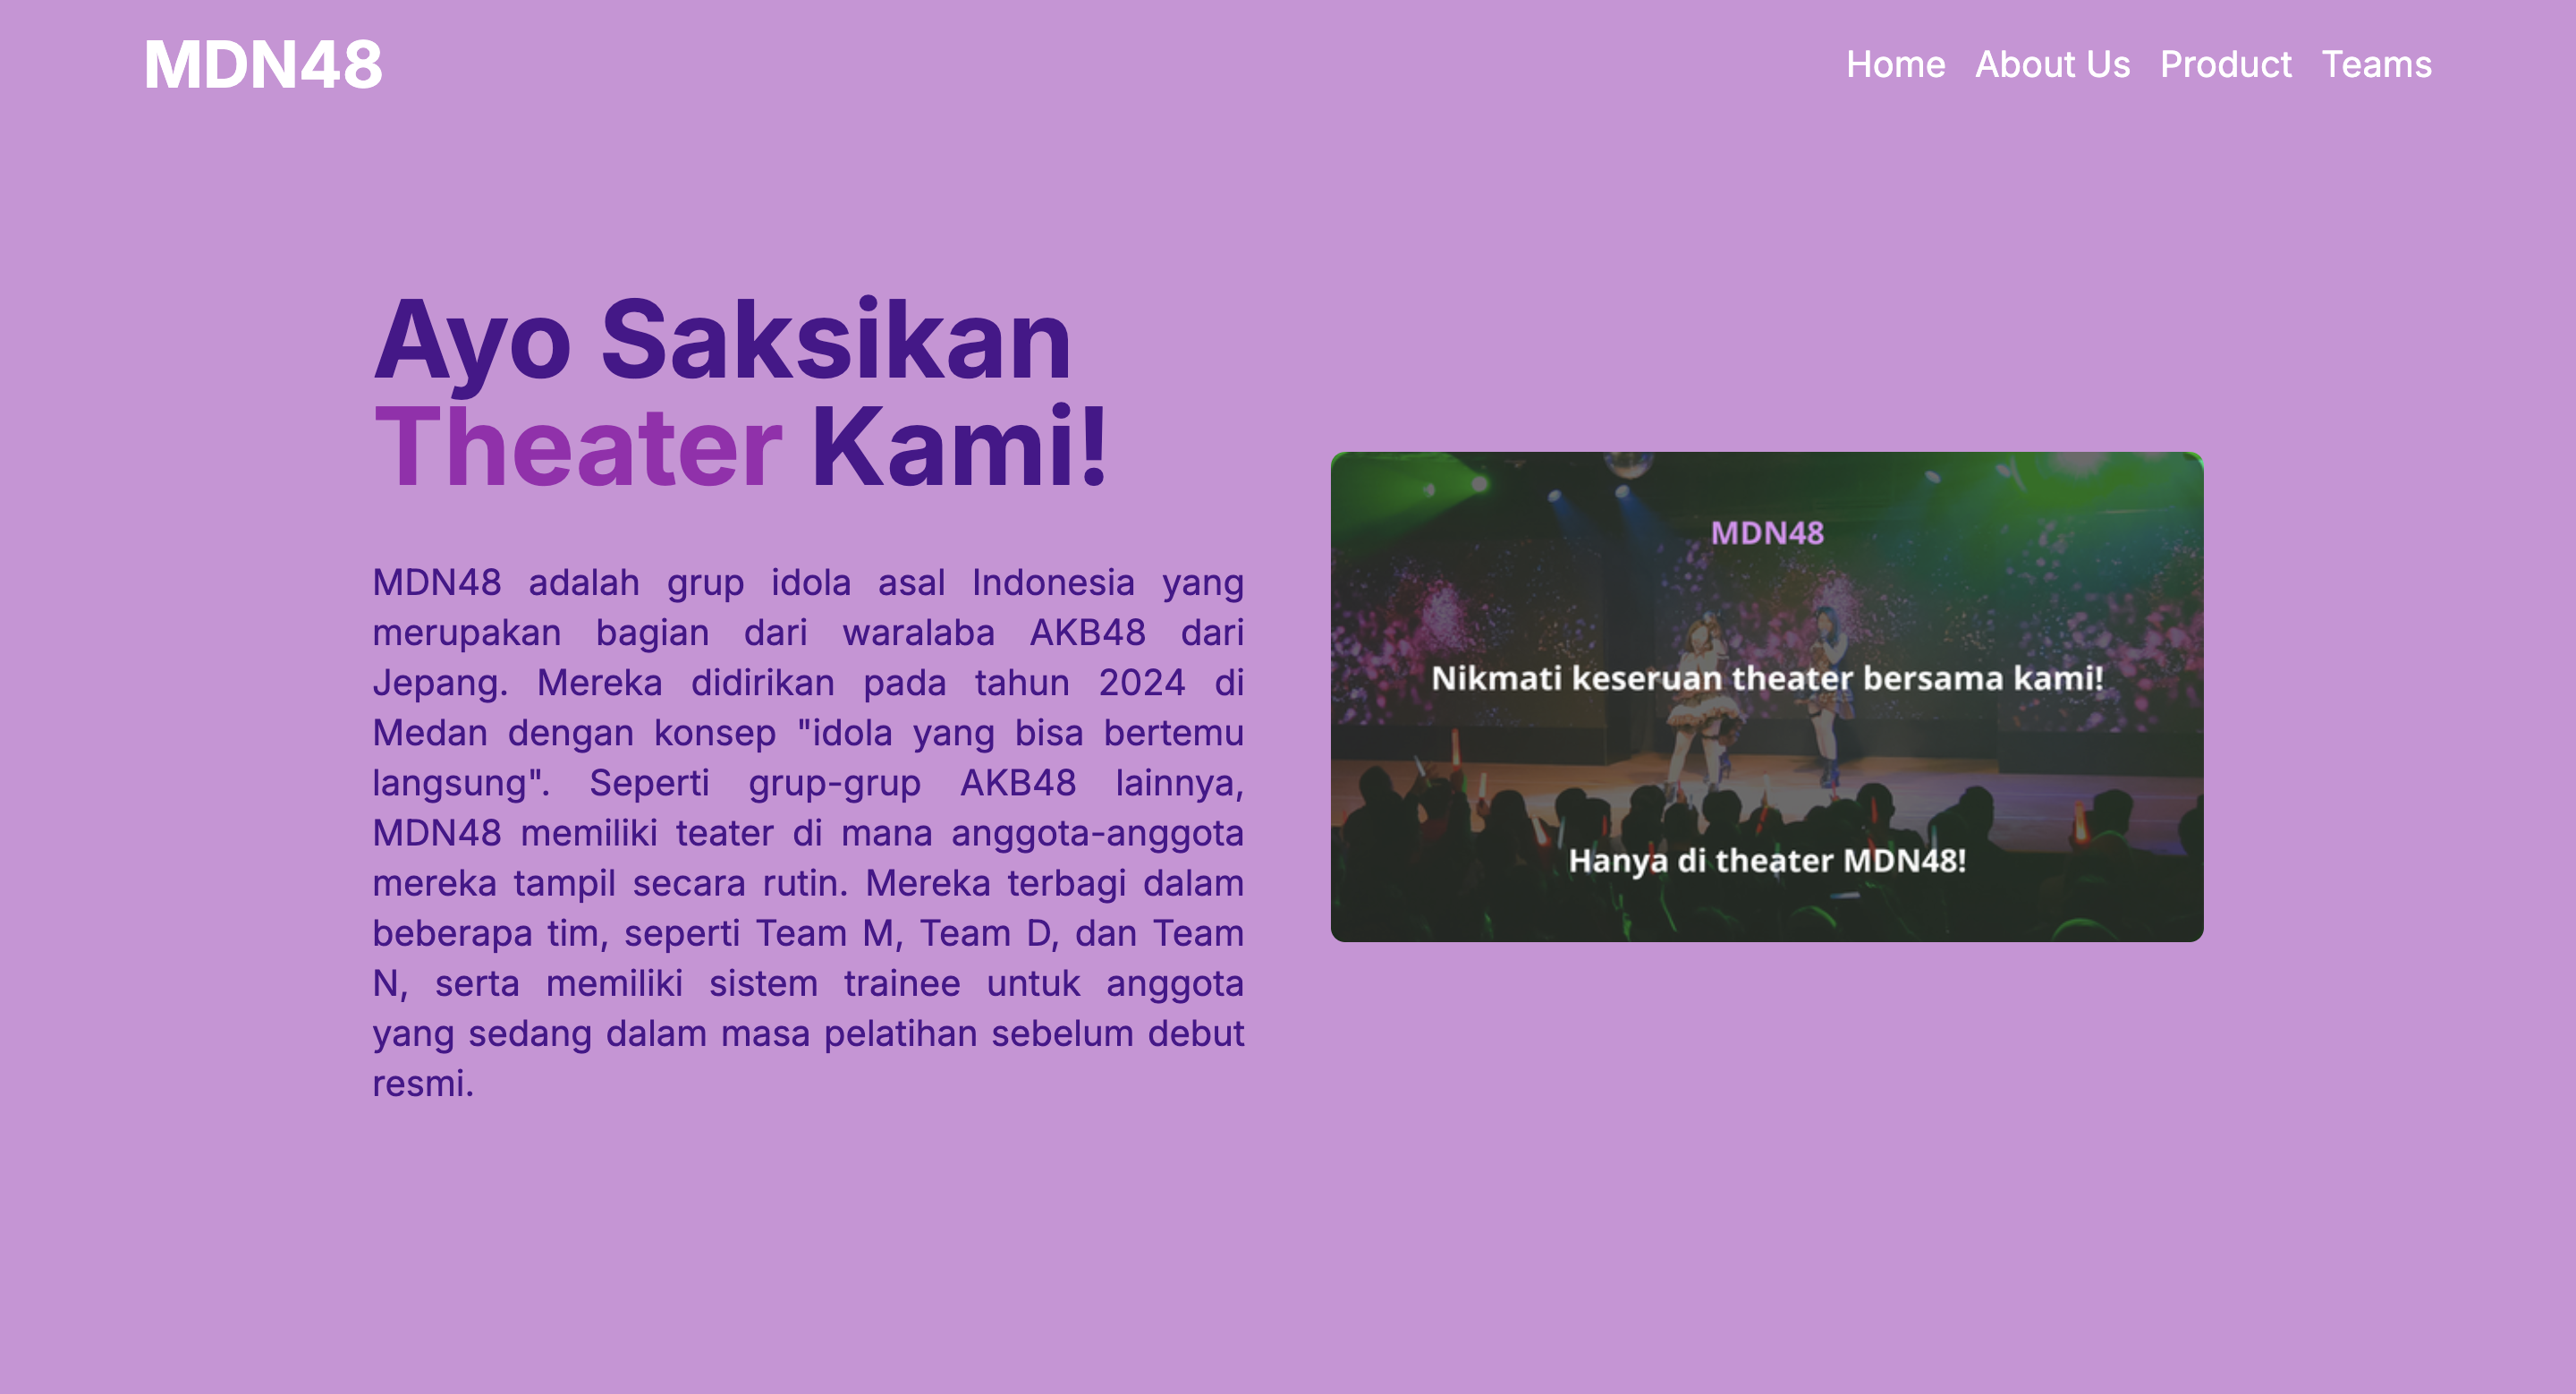 MDN48
Home About Us Product Teams
Ayo Saksikan
Theater Kami!
MDN48 adalah grup idola asal Indonesia yang
merupakan bagian dari waralaba AKB48 dari
Jepang. Mereka didirikan pada tahun 2024 di
Medan dengan konsep "idola yang bisa bertemu
langsung". Seperti grup-grup AKB48 lainnya,
MDN48 memiliki teater di mana anggota-anggota
mereka tampil secara rutin. Mereka terbagi dalam
beberapa tim, seperti Team M, Team D, dan Team
N, serta memiliki sistem trainee untuk anggota
yang sedang dalam masa pelatihan sebelum debut
resmi.
MDN48
Nikmati keseruan theater bersama kami!
Hanya di theater MDN48!